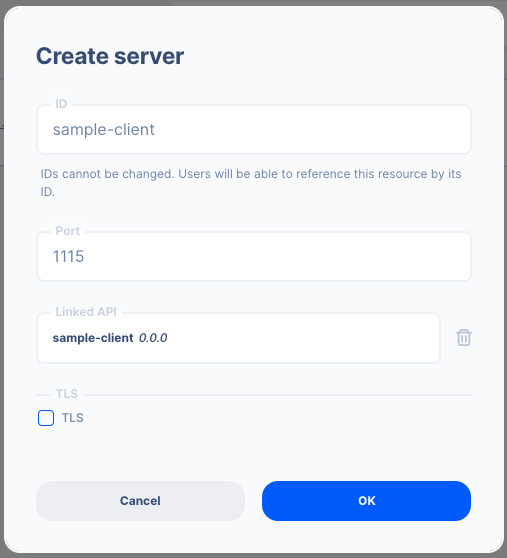 Create server
ID
sample-client
IDs cannot be changed. Users will be able to reference this resource by its
ID.
Port
1115
Linked API
sample-client 0.0.0
TLS
TLS
Cancel
OK